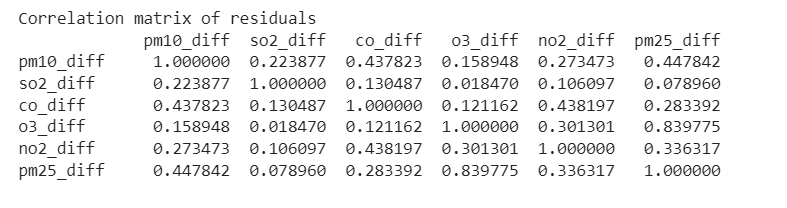 Correlation matrix of residuals
pm10_diff so2_diff co_diff o3_diff no2_diff pm25_diff
pm10_diff 1.000000 0.223877 0.437823 0.158948 0.273473 0.447842
so2_diff 0.223877 1.000000 0.130487 0.018470 0.106097 0.078960
co_diff 0.437823 0.130487 1.000000 0.121162 0.438197 0.283392
o3_diff 0.158948 0.018470 0.121162 1.000000 0.301301 0.839775
no2_diff 0.273473 0.106097 0.438197 0.301301 1.000000 0.336317
pm25_diff 0.447842 0.078960 0.283392 0.839775 0.336317 1.000000